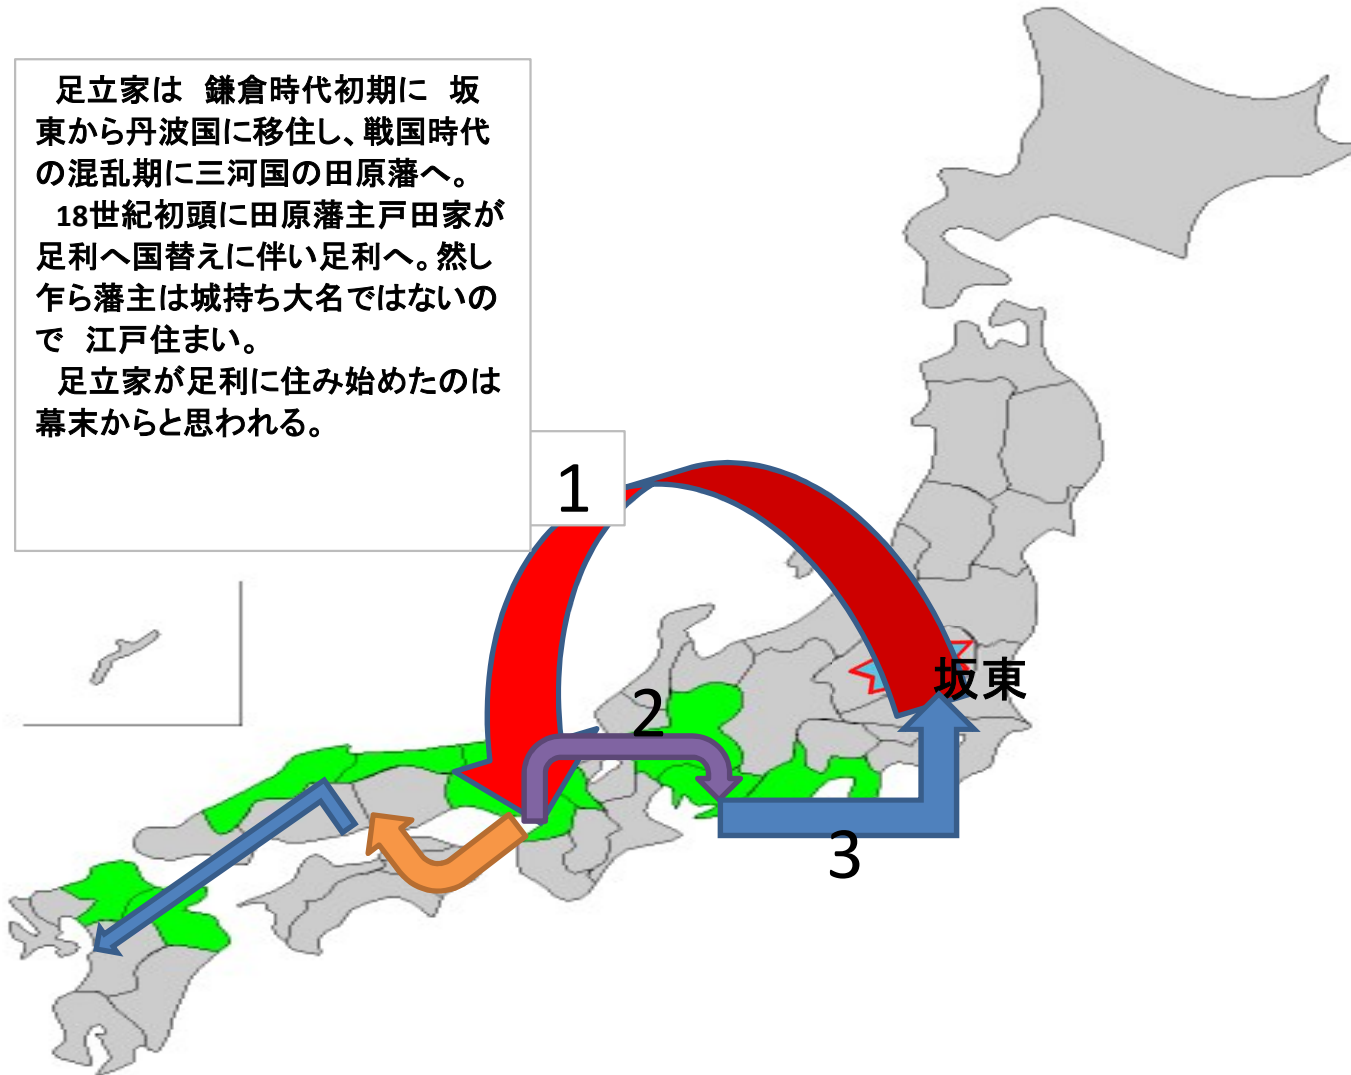 足立家は　鎌倉時代初期に　坂
東から丹波国に移住し、戦国時代
の混乱期に三河国の田原藩へ。
18世紀初頭に田原藩主戸田家が
足利へ国替えに伴い足利へ。然し
乍ら藩主は城持ち大名ではないの
で　江戸住まい。
足立家が足利に住み始めたのは
幕末からと思われる。
1
坂東
2
3